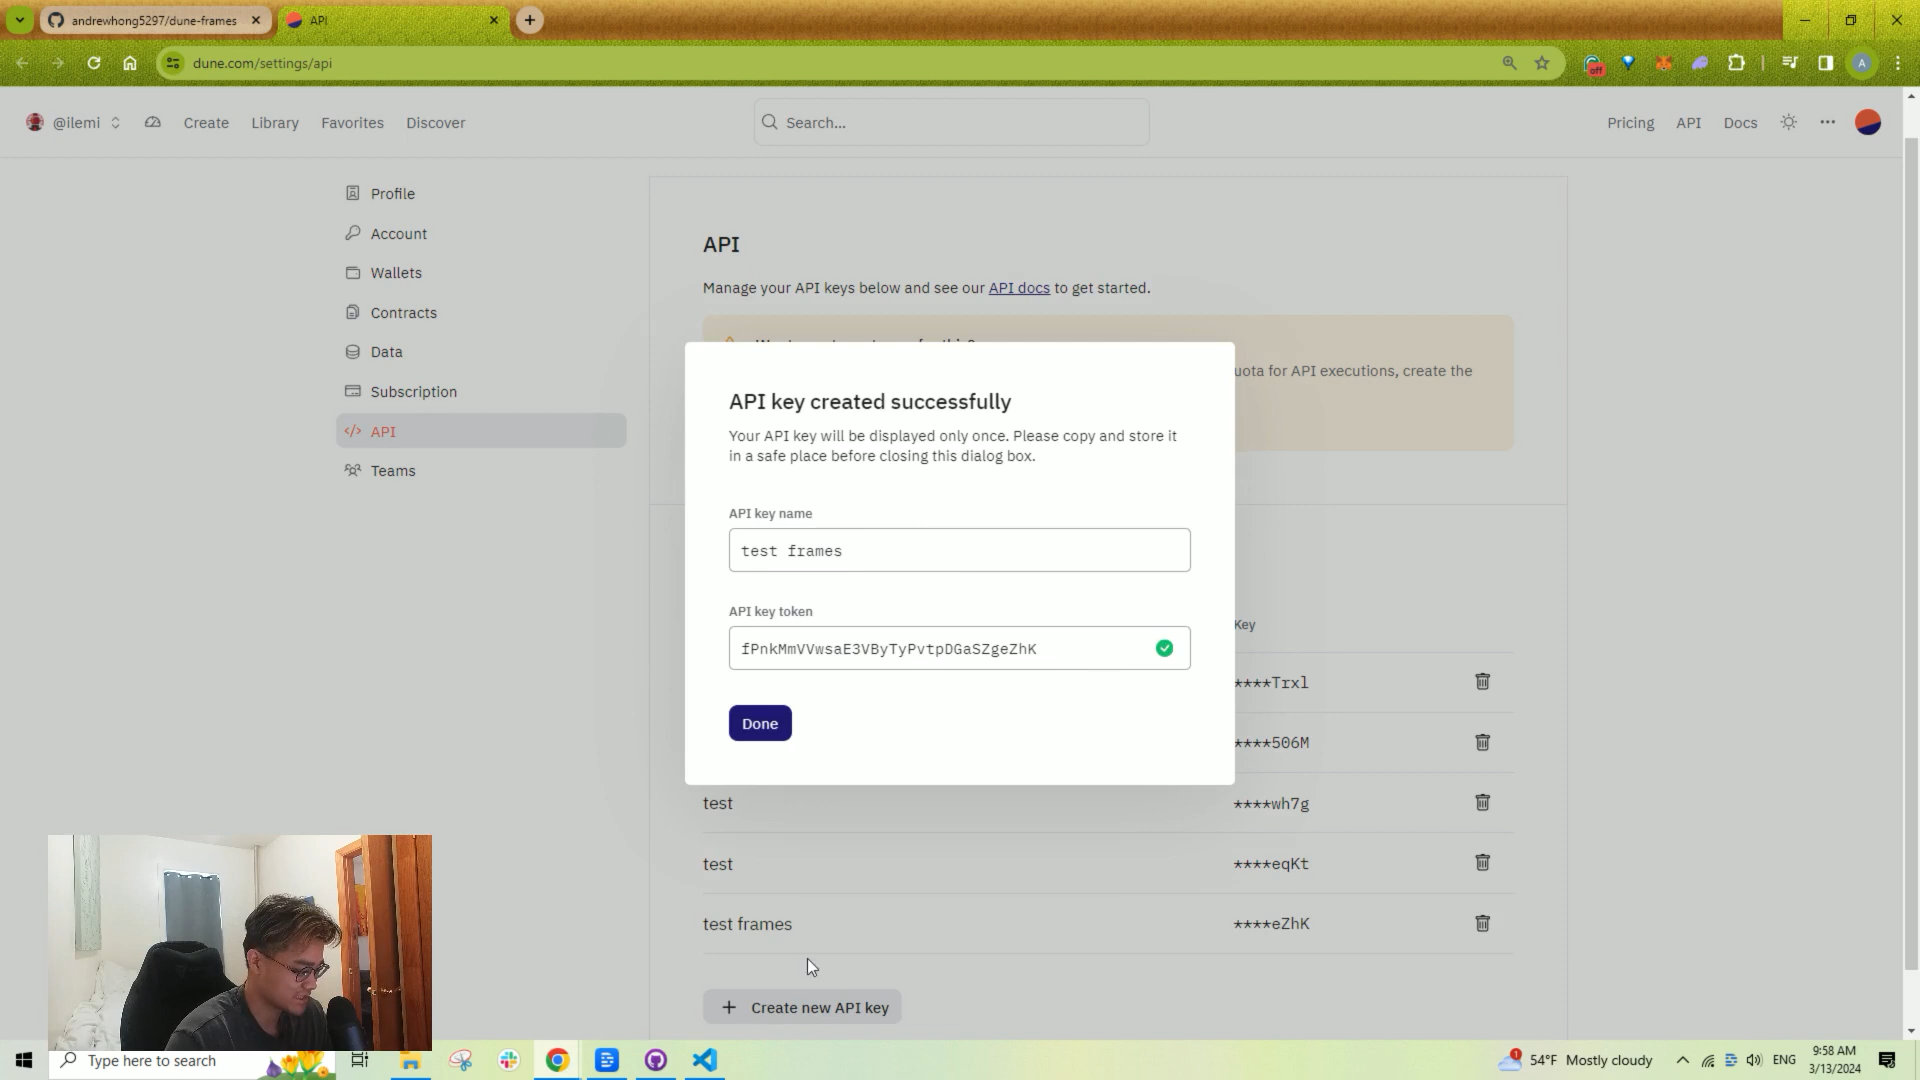 andrewhong5297/dune-frames
API
dune.com/settings/api
off
A
@ilemi
Create
Library
Favorites
Discover
Search...
Pricing
API
Docs
Profile
Account
Wallets
Contracts
Data
Subscription
API
Teams
API
Manage your API keys below and see our API docs to get started.
uota for API executions, create the
API key created successfully
Your API key will be displayed only once. Please copy and store it
in a safe place before closing this dialog box.
API key name
test frames
API key token
fPnkMmVVwsaE3VByTyPvtpDGaSZgeZhK
Done
Key
****Trxl
****506M
test
****wh7g
test
****eqKt
test frames
****eZhK
Create new API key
Type here to search
1
54°F Mostly cloudy
ENG
9:58 AM
3/13/2024